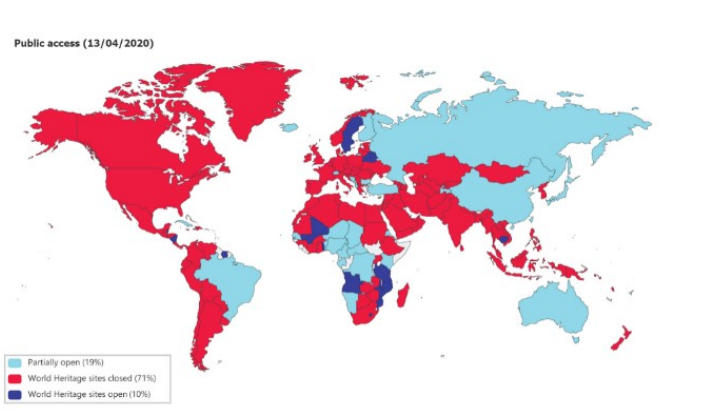 Public access (13/04/2020)
Partially open (19%)
World Heritage sites closed (71%)
World Heritage sites open (10%)